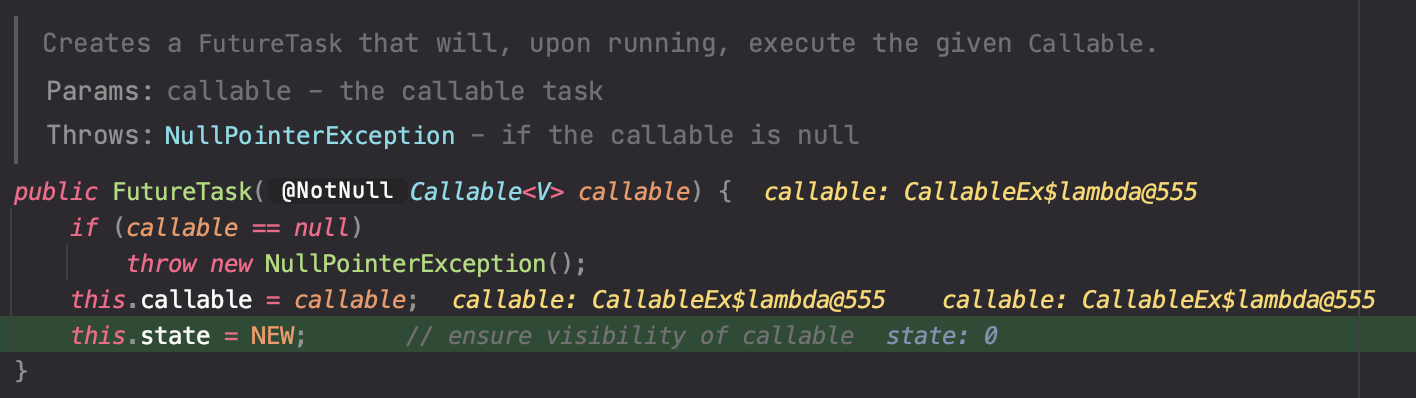 Creates a FutureTask that will, upon running, execute the given Callable.
Params: callable – the callable task
Throws: NullPointerException – if the callable is null
public FutureTask( @NotNull Callable<V> callable) {  callable: CallableEx$lambda@555
    if (callable == null)
        throw new NullPointerException();
    this.callable = callable;  callable: CallableEx$lambda@555    callable: CallableEx$lambda@555
    this.state = NEW;       // ensure visibility of callable  state: 0
}